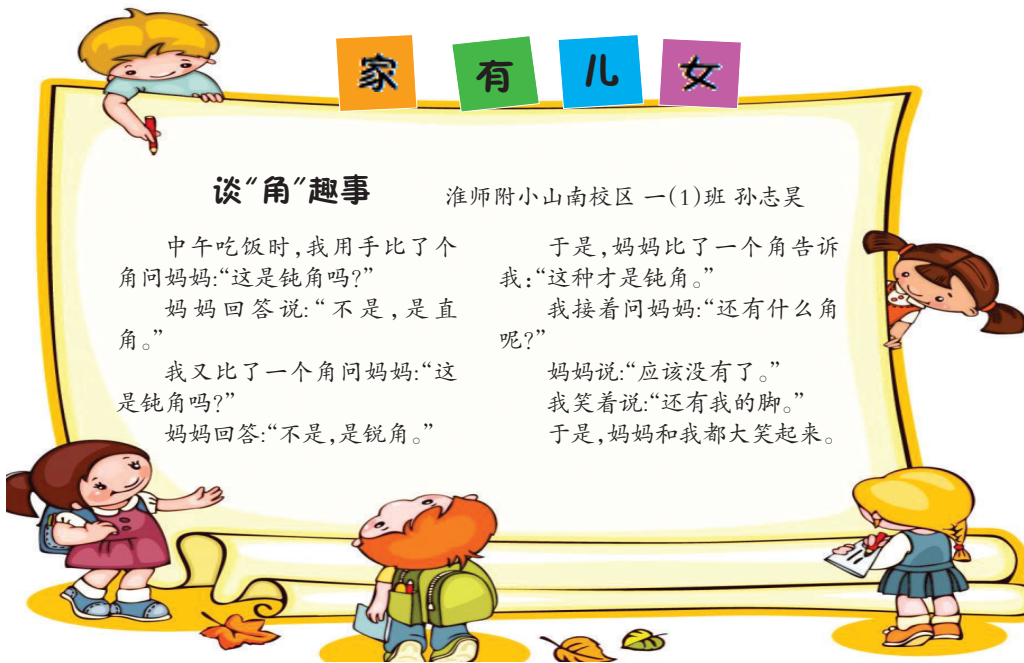 家有儿女
谈“角”趣事
淮师附小山南校区 一(1)班 孙志昊
中午吃饭时,我用手比了个
角问妈妈:“这是钝角吗?”
妈妈回答说:“不是,是直
角。”
我又比了一个角问妈妈:“这
是钝角吗?”
妈妈回答:“不是,是锐角。”
于是,妈妈比了一个角告诉
我:“这种才是钝角。”
我接着问妈妈:“还有什么角
呢?”
妈妈说:“应该没有了。”
我笑着说:“还有我的脚。”
于是,妈妈和我都大笑起来。